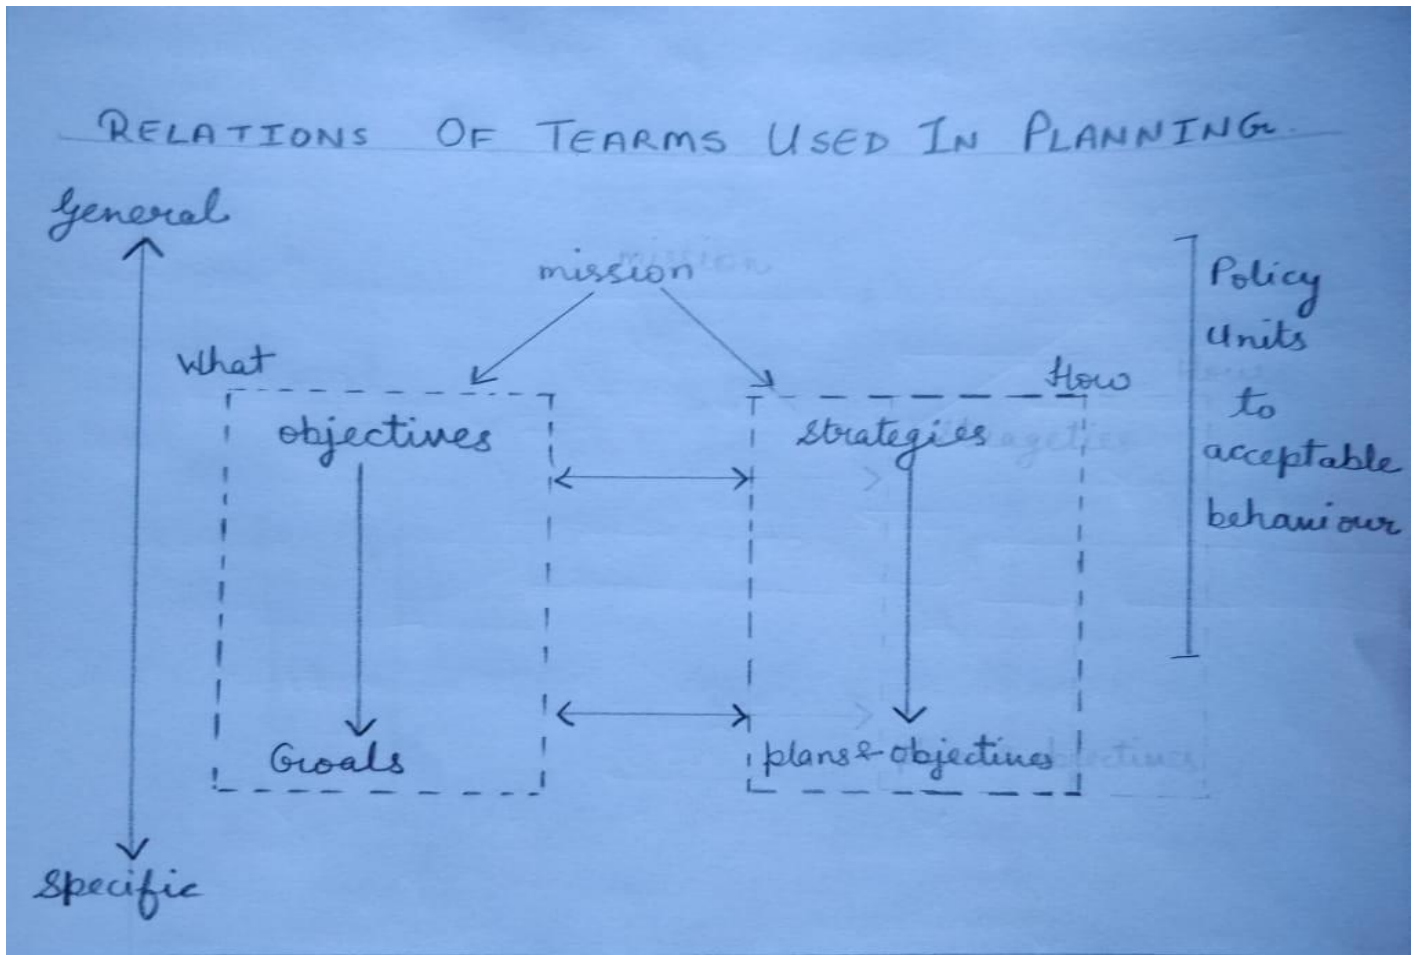 RELATIONS OF TEARMS USED IN PLANNING.
General
mission
Policy
units
to
acceptable
behaviour
What
How
objectives
strategies
Goals
plans & objectives
Specific